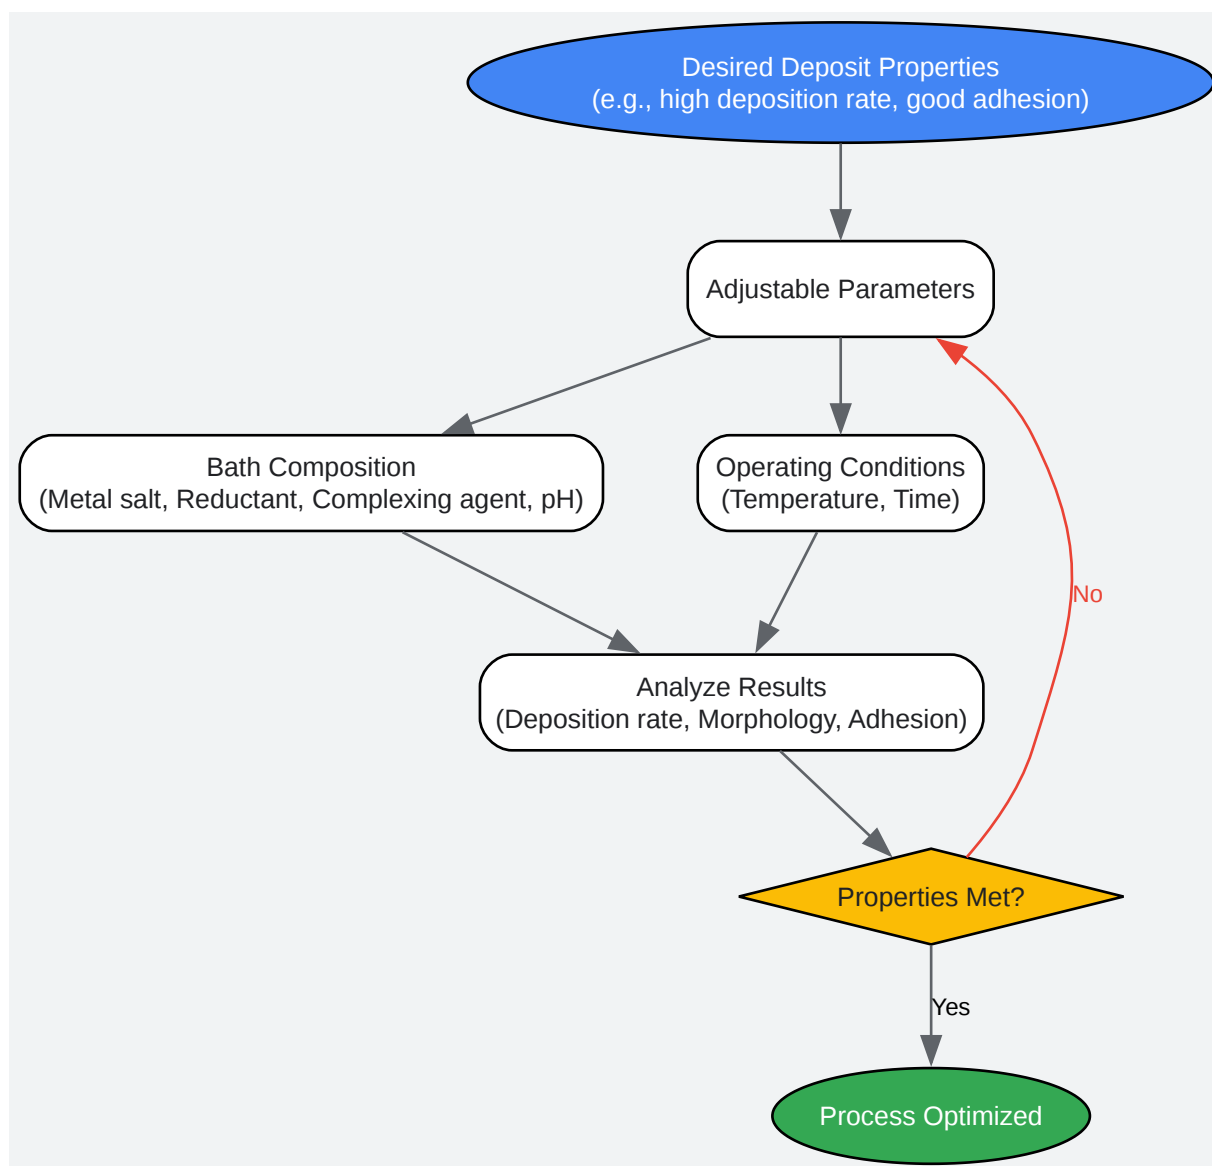 Desired Deposit Properties
(e.g., high deposition rate, good adhesion)
Adjustable Parameters
Bath Composition
(Metal salt, Reductant, Complexing agent, pH)
Operating Conditions
(Temperature, Time)
No
Analyze Results
(Deposition rate, Morphology, Adhesion)
Properties Met?
Yes
Process Optimized